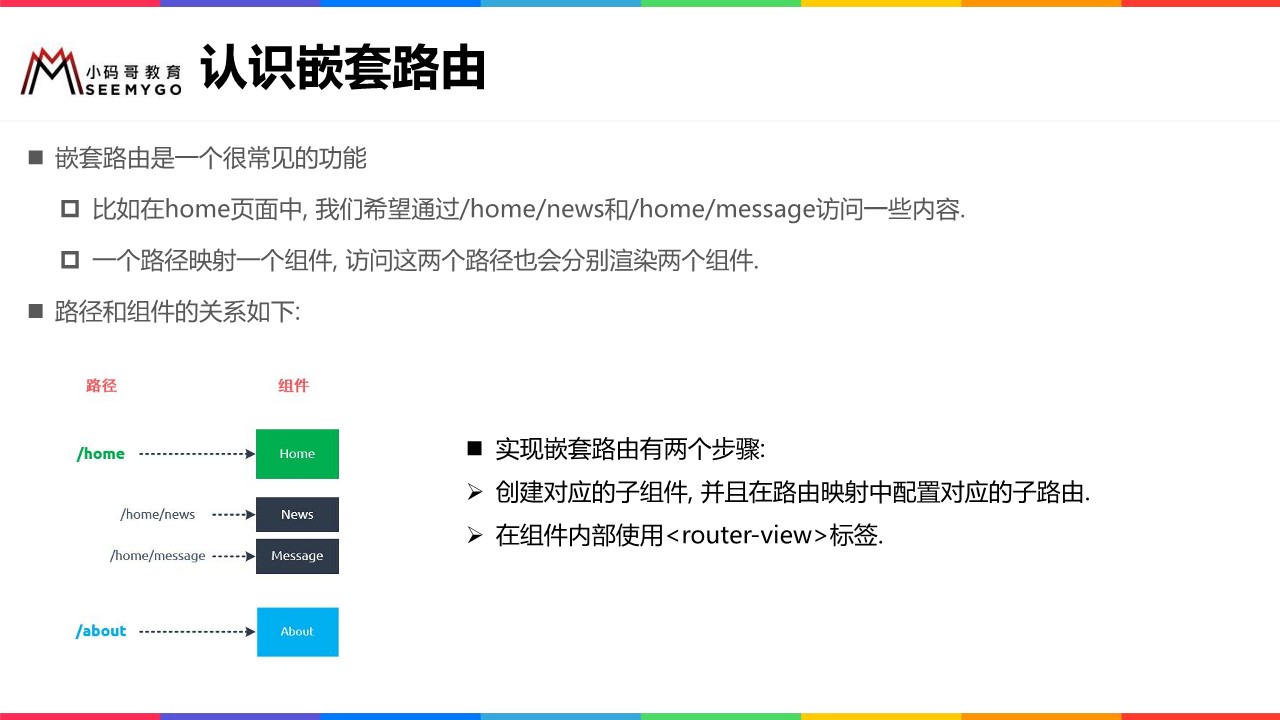 小码哥教育
SEEMYGO
认识嵌套路由
嵌套路由是一个很常见的功能
比如在home页面中, 我们希望通过/home/news和/home/message访问一些内容.
一个路径映射一个组件, 访问这两个路径也会分别渲染两个组件.
路径和组件的关系如下:
路径 组件
/home Home
/home/news News
/home/message Message
/about About
实现嵌套路由有两个步骤:
创建对应的子组件, 并且在路由映射中配置对应的子路由.
在组件内部使用<router-view>标签.